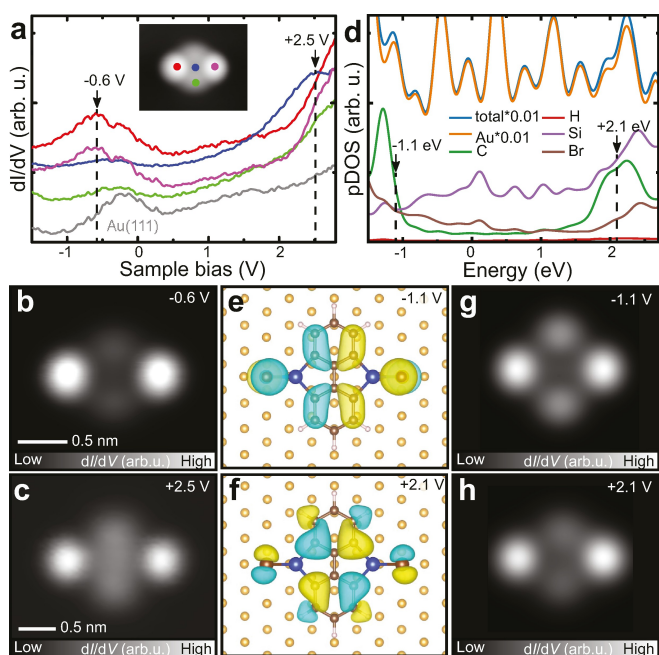 a
dI/dV (arb. u.)
-0.6 V
+2.5 V
Au(111)
-1 0 1 2
Sample bias (V)
d
pDOS (arb. u.)
total*0.01
Au*0.01
C
H
Si
Br
-1.1 eV
+2.1 eV
-1 0 1 2
Energy (eV)
b
-0.6 V
0.5 nm
Low dI/dV (arb.u.) High
e
-1.1 V
g
-1.1 V
Low dI/dV (arb.u.) High
c
+2.5 V
0.5 nm
Low dI/dV (arb.u.) High
f
+2.1 V
h
+2.1 V
Low dI/dV (arb.u.) High